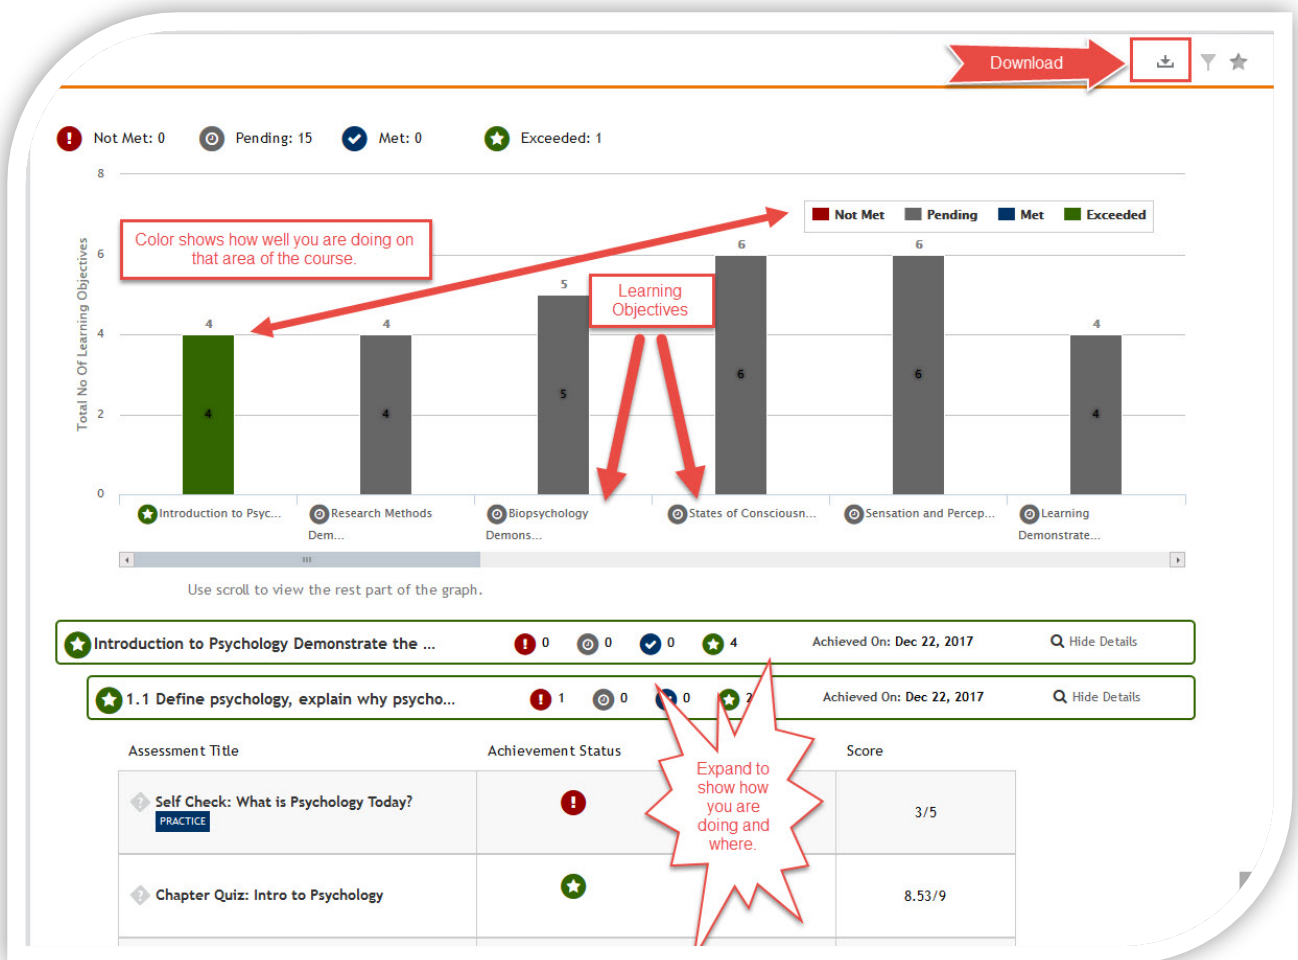 Download
Not Met: 0
Pending: 15
Met: 0
Exceeded: 1
8
Not Met
Pending
Met
Exceeded
Color shows how well you are doing on
that area of the course.
Total No Of Learning Objectives
6
4
2
0
Learning
Objectives
4
4
5
6
6
4
4
4
5
6
6
4
Introduction to Psyc...
Research Methods
Dem...
Biopsychology
Demons...
States of Consciousn...
Sensation and Percep...
Learning
Demonstrate...
Use scroll to view the rest part of the graph.
Introduction to Psychology Demonstrate the ...
0
0
0
4
Achieved On: Dec 22, 2017
Hide Details
1.1 Define psychology, explain why psycho...
1
0
0
2
Achieved On: Dec 22, 2017
Hide Details
Assessment Title
Achievement Status
Score
Expand to
show how
you are
doing and
where.
Self Check: What is Psychology Today?
PRACTICE
3/5
Chapter Quiz: Intro to Psychology
8.53/9